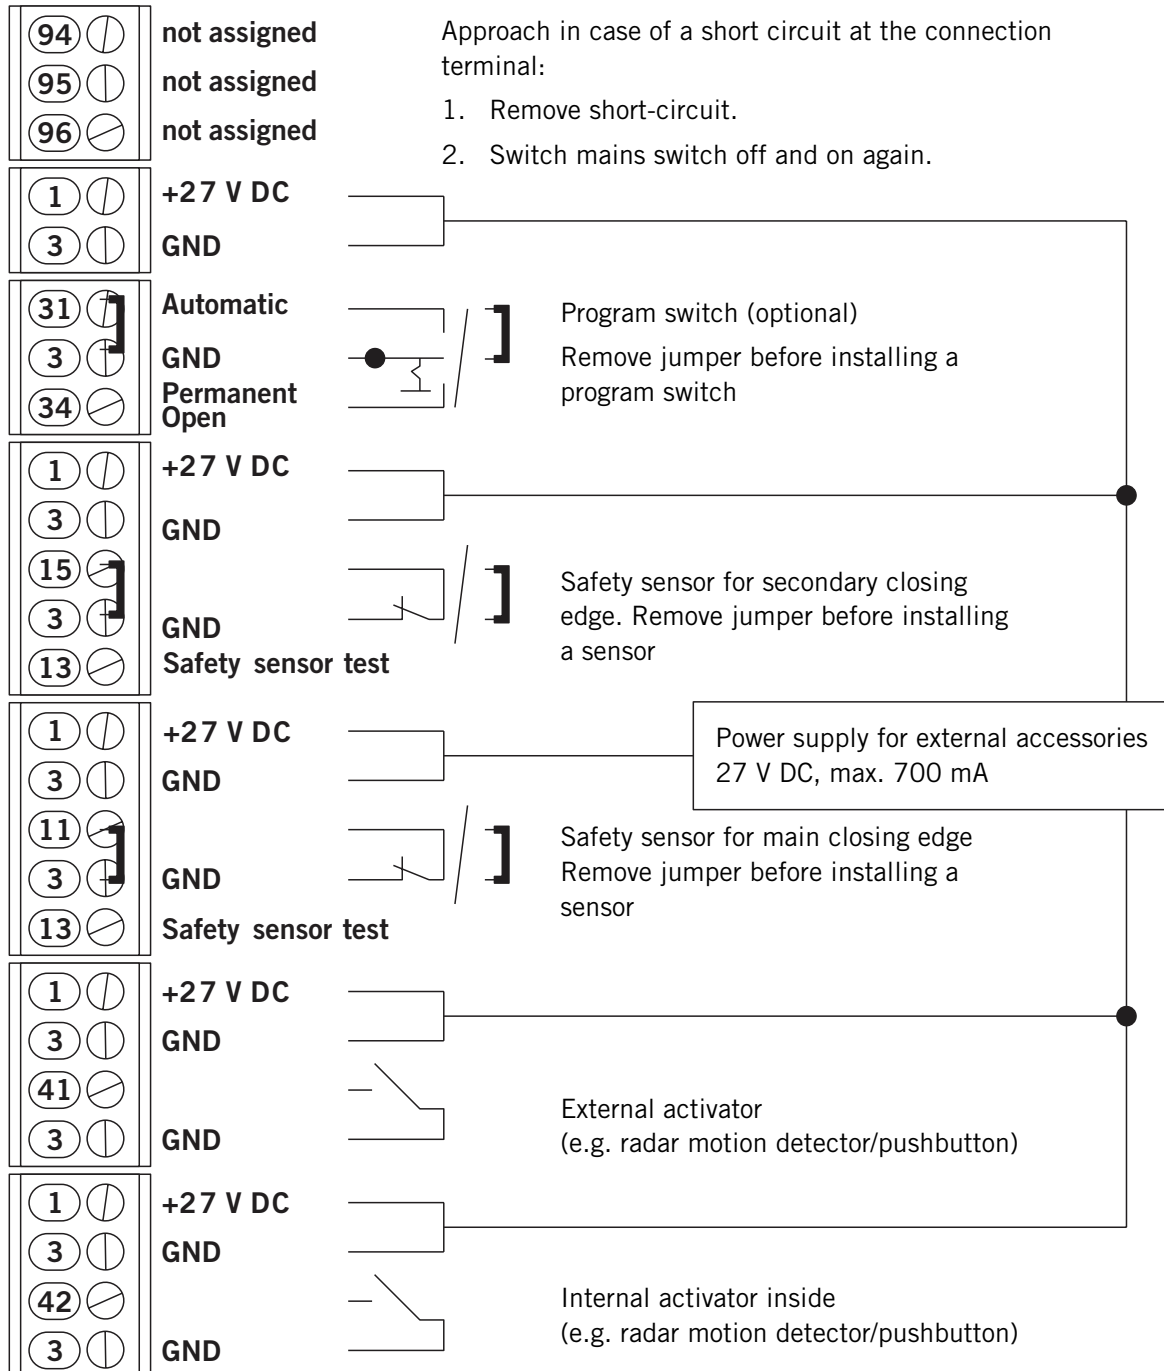 94 not assigned
95 not assigned
96 not assigned
Approach in case of a short circuit at the connection
terminal:
1. Remove short-circuit.
2. Switch mains switch off and on again.
1 +27 V DC
3 GND
31 Automatic
3 GND
34 Permanent
Open
Program switch (optional)
Remove jumper before installing a
program switch
1 +27 V DC
3 GND
15
3 GND
13 Safety sensor test
Safety sensor for secondary closing
edge. Remove jumper before installing
a sensor
1 +27 V DC
3 GND
Power supply for external accessories
27 V DC, max. 700 mA
11
3 GND
13 Safety sensor test
Safety sensor for main closing edge
Remove jumper before installing a
sensor
1 +27 V DC
3 GND
41
3 GND
External activator
(e.g. radar motion detector/pushbutton)
1 +27 V DC
3 GND
42
3 GND
Internal activator inside
(e.g. radar motion detector/pushbutton)